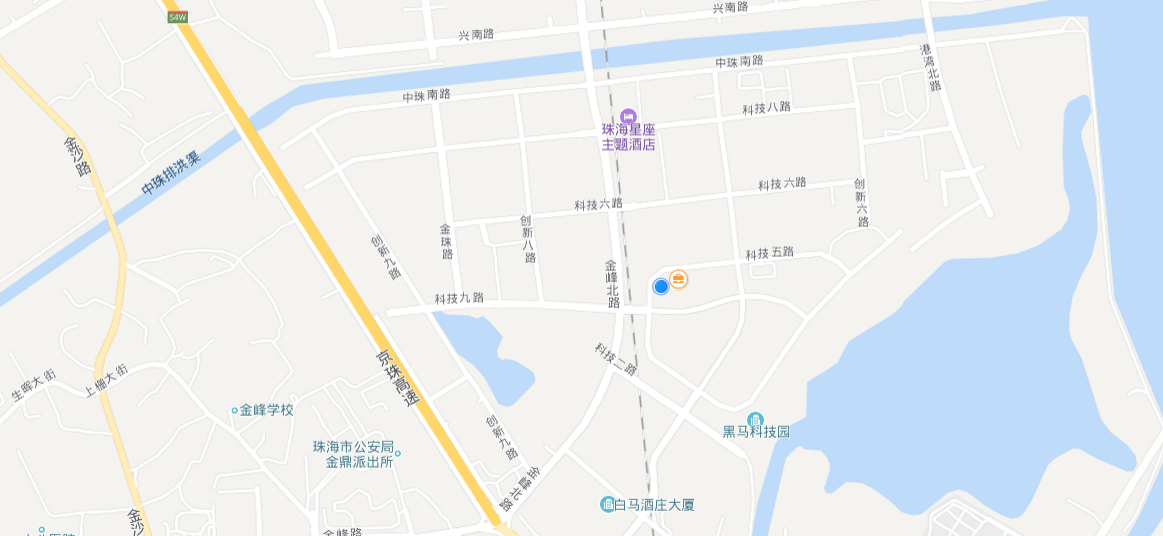 兴南路
S4W
兴南路
中珠南路
港湾北路
中珠南路
科技八路
珠海星座
主题酒店
金沙路
中珠排洪渠
科技六路
创新六路
科技六路
金珠路
创新八路
创新九路
科技五路
金峰北路
科技九路
科技二路
京珠高速
生晖大街
上栅大街
金峰学校
黑马科技园
创新九路
珠海市公安局
金鼎派出所
金峰北路
白马酒庄大厦
金沙
金峰路